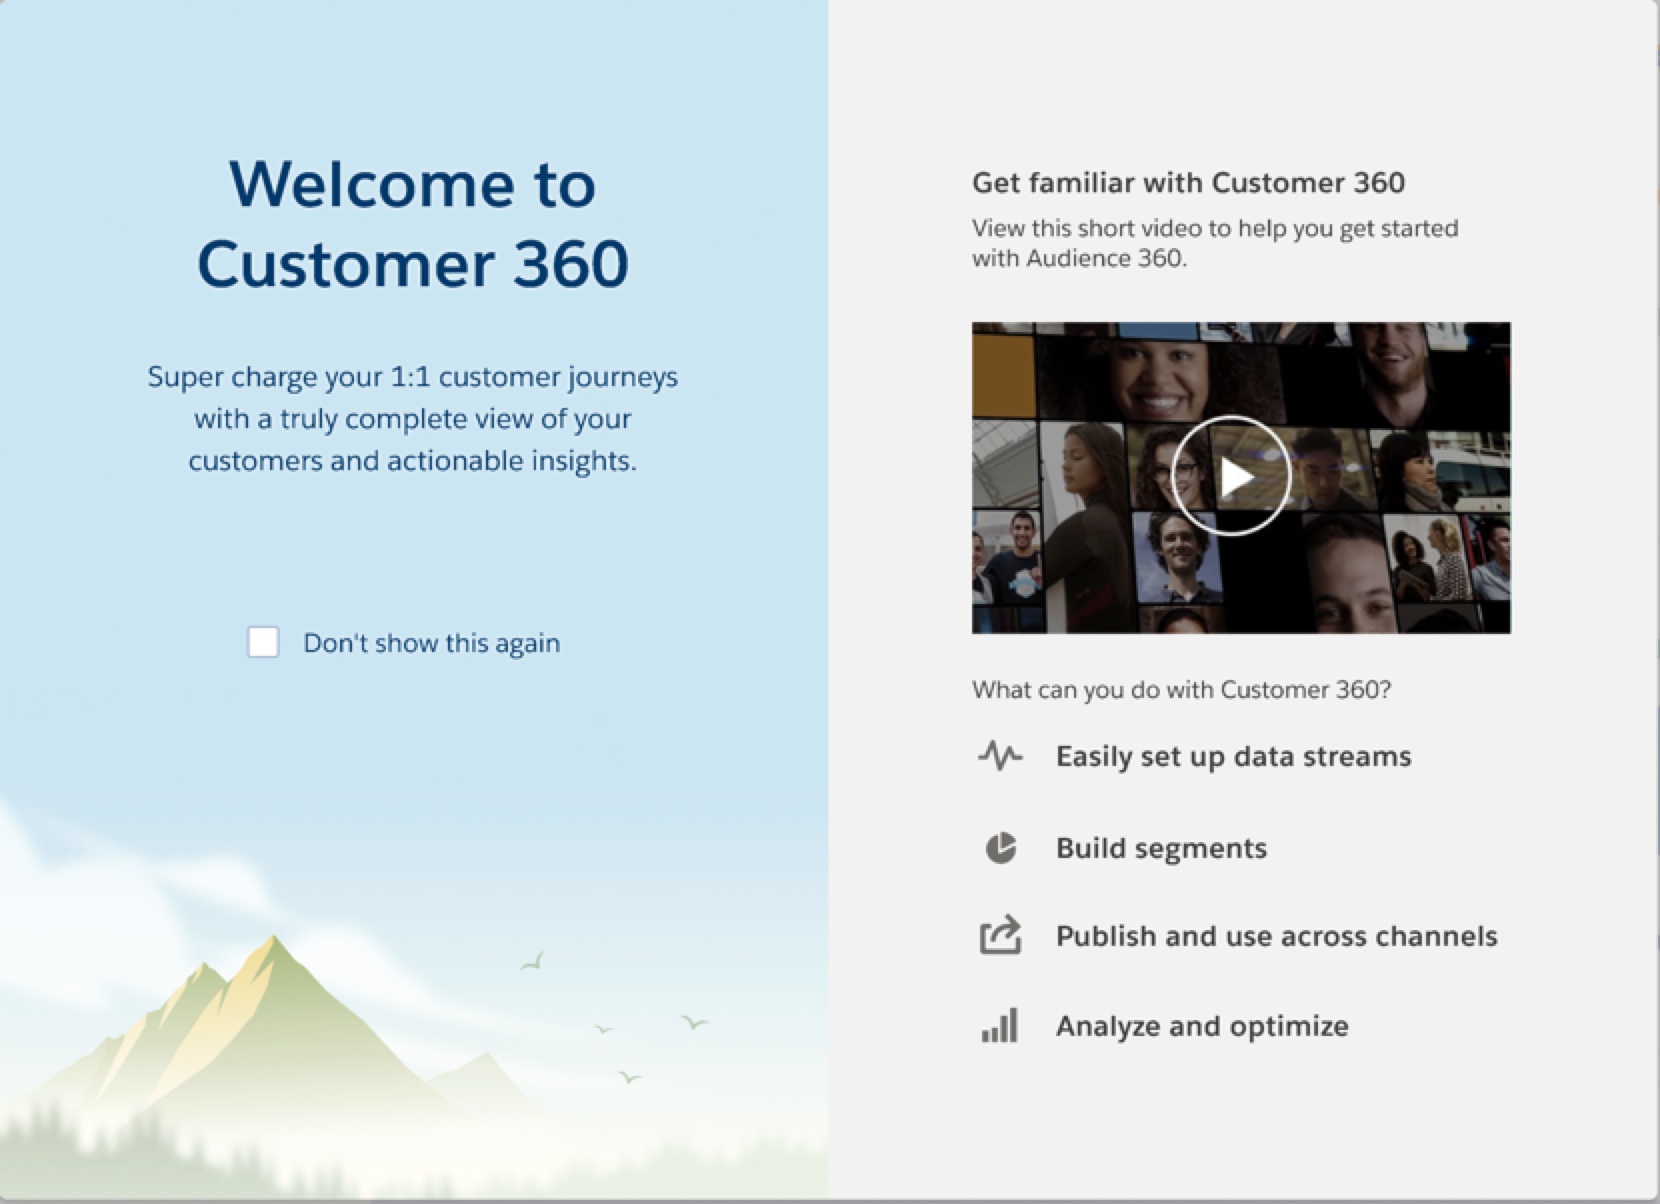 Welcome to
Customer 360
Super charge your 1:1 customer journeys
with a truly complete view of your
customers and actionable insights.
Don't show this again
Get familiar with Customer 360
View this short video to help you get started
with Audience 360.
What can you do with Customer 360?
Easily set up data streams
Build segments
Publish and use across channels
Analyze and optimize